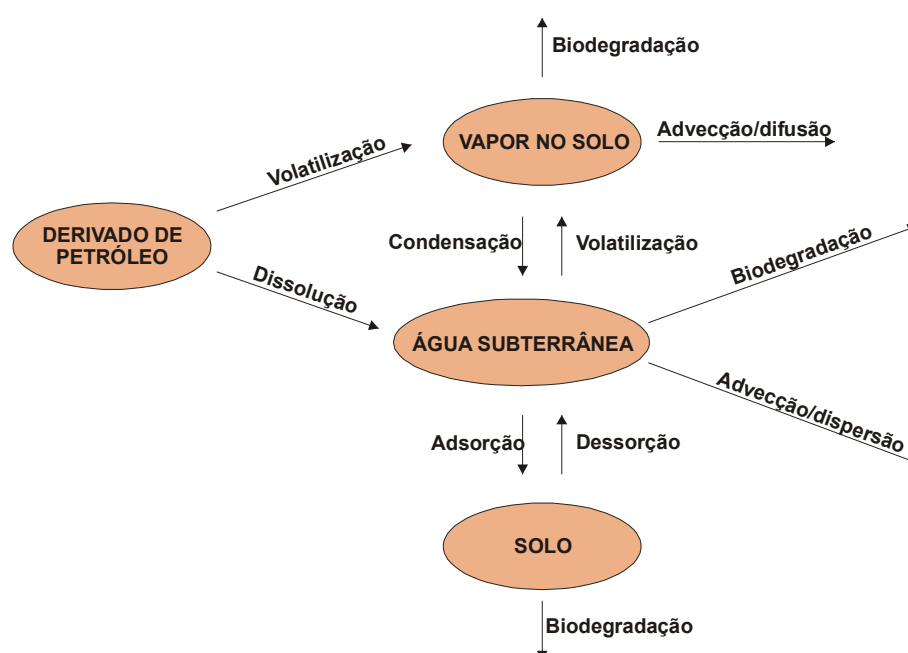 Biodegradação
VAPOR NO SOLO
Advecção/difusão
Volatilização
DERIVADO DE
PETRÓLEO
Condensação
Volatilização
Biodegradação
Dissolução
ÁGUA SUBTERRÂNEA
Advecção/dispersão
Adsorção
Dessorção
SOLO
Biodegradação